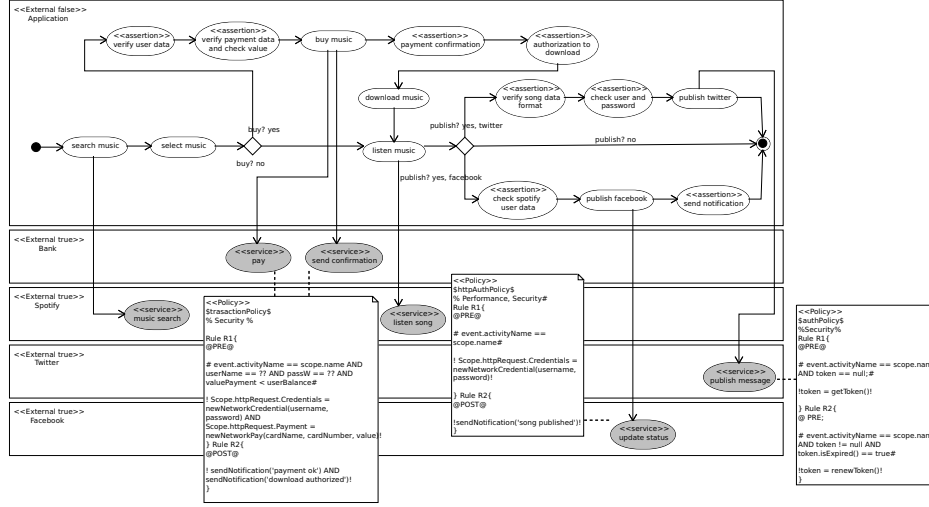 <<External false>>
Application
<<assertion>>
verify user data
<<assertion>>
verify payment data
and check value
buy music
<<assertion>>
payment confirmation
<<assertion>>
authorization to
download
download music
<<assertion>>
verify song data
format
<<assertion>>
check user and
password
publish twitter
buy? yes
publish? yes, twitter
search music
select music
listen music
publish? no
buy? no
publish? yes, facebook
<<assertion>>
check spotify
user data
publish facebook
<<assertion>>
send notification
<<External true>>
Bank
<<service>>
pay
<<service>>
send confirmation
<<External true>>
Spotify
<<service>>
music search
<<service>>
listen song
<<External true>>
Twitter
<<service>>
publish message
<<External true>>
Facebook
<<service>>
update status
<<Policy>>
$trasactionPolicy$
% Security %
Rule R1{
@PRE@
# event.activityName == scope.name AND
userName == ?? AND passW == ?? AND
valuePayment < userBalance#
! Scope.httpRequest.Credentials =
newNetworkCredential(username,
password) AND
Scope.httpRequest.Payment =
newNetworkPay(cardName, cardNumber, value)!
} Rule R2{
@POST@
! sendNotification('payment ok') AND
sendNotification('download authorized')!
}
<<Policy>>
$httpAuthPolicy$
% Performance, Security#
Rule R1{
@PRE@
# event.activityName ==
scope.name#
! Scope.httpRequest.Credentials =
newNetworkCredential(username,
password)!
} Rule R2{
@POST@
!sendNotification('song published')!
}
<<Policy>>
$authPolicy$
%Security%
Rule R1{
@PRE@
# event.activityName == scope.nam
AND token == null;#
!token = getToken()!
} Rule R2{
@ PRE;
# event.activityName == scope.nam
AND token != null AND
token.isExpired() == true#
!token = renewToken()!
}